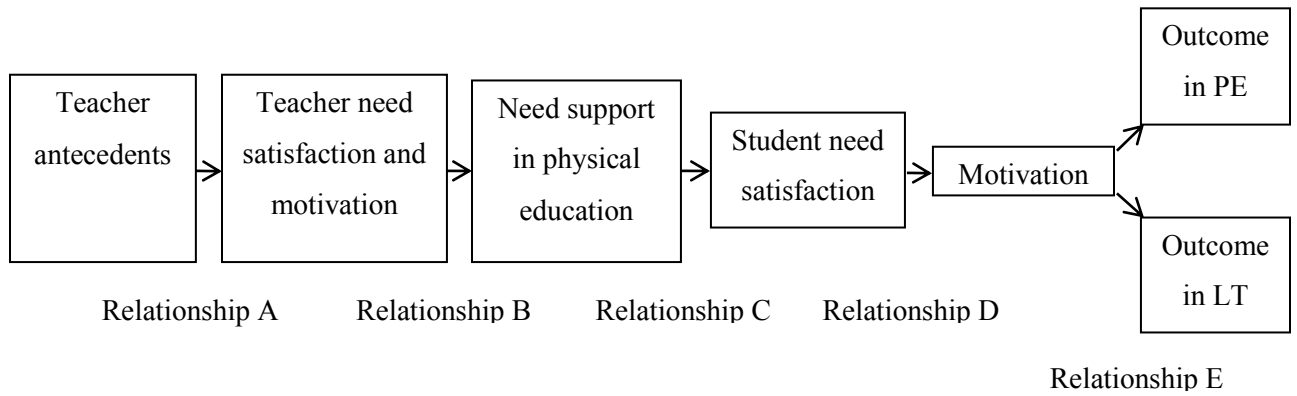 Teacher
antecedents
Teacher need
satisfaction and
motivation
Need support
in physical
education
Student need
satisfaction
Motivation
Outcome
in PE
Outcome
in LT
Relationship A
Relationship B
Relationship C
Relationship D
Relationship E